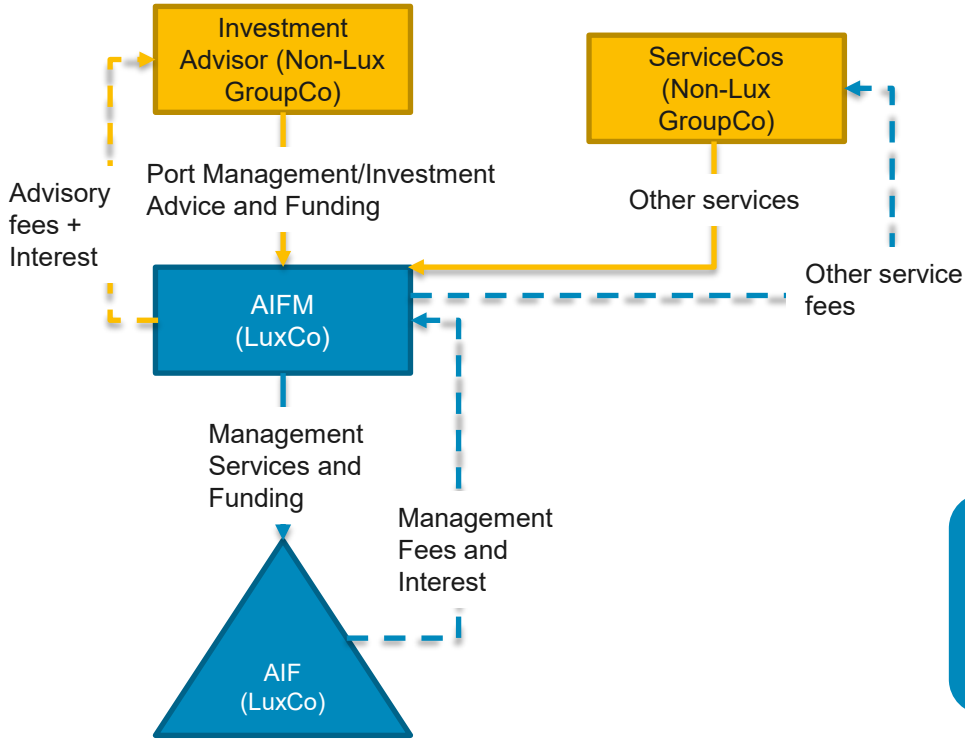 Investment
Advisor (Non-Lux
GroupCo)
ServiceCos
(Non-Lux
GroupCo)
Advisory
fees +
Interest
Port Management/Investment
Advice and Funding
Other services
Other service
fees
AIFM
(LuxCo)
Management
Services and
Funding
Management
Fees and
Interest
AIF
(LuxCo)